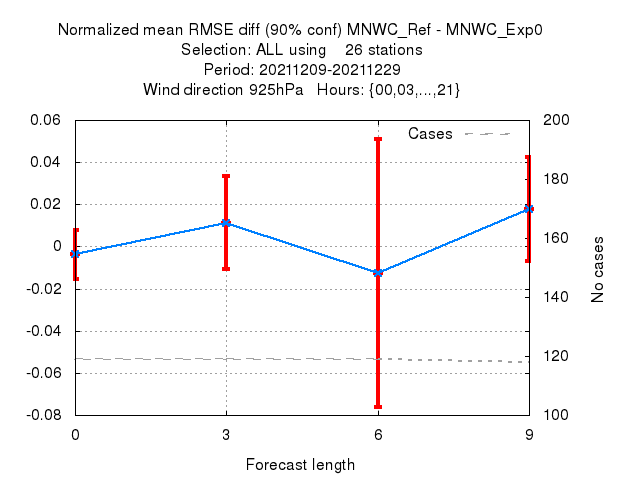 Normalized mean RMSE diff (90% conf) MNWC_Ref - MNWC_Exp0
Selection: ALL using    26 stations
Period: 20211209-20211229
Wind direction 925hPa   Hours: {00,03,...,21}
Cases
0.06
0.04
0.02
0
-0.02
-0.04
-0.06
-0.08
200
180
160
140
120
100
No cases
0
3
6
9
Forecast length